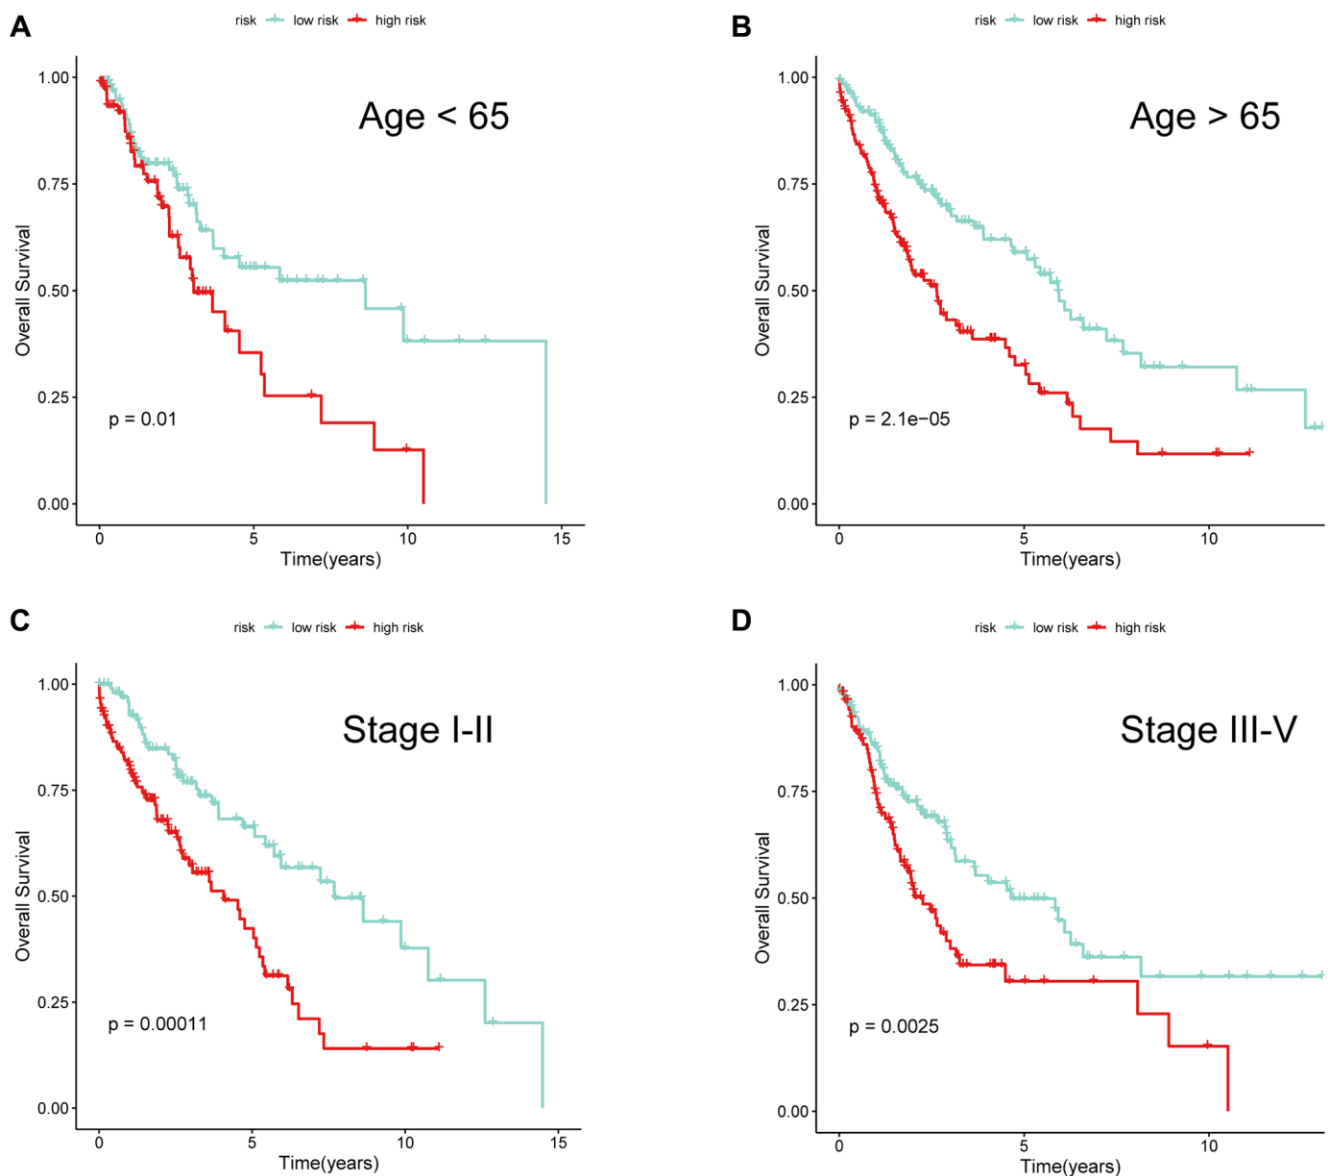 A
risk low risk high risk
Age < 65
Overall Survival
1.00
0.75
0.50
0.25
0.00
p = 0.01
0 5 10 15
Time(years)
B
risk low risk high risk
Age > 65
Overall Survival
1.00
0.75
0.50
0.25
0.00
p = 2.1e−05
0 5 10
Time(years)
C
risk low risk high risk
Stage I-II
Overall Survival
1.00
0.75
0.50
0.25
0.00
p = 0.00011
0 5 10 15
Time(years)
D
risk low risk high risk
Stage III-V
Overall Survival
1.00
0.75
0.50
0.25
0.00
p = 0.0025
0 5 10
Time(years)